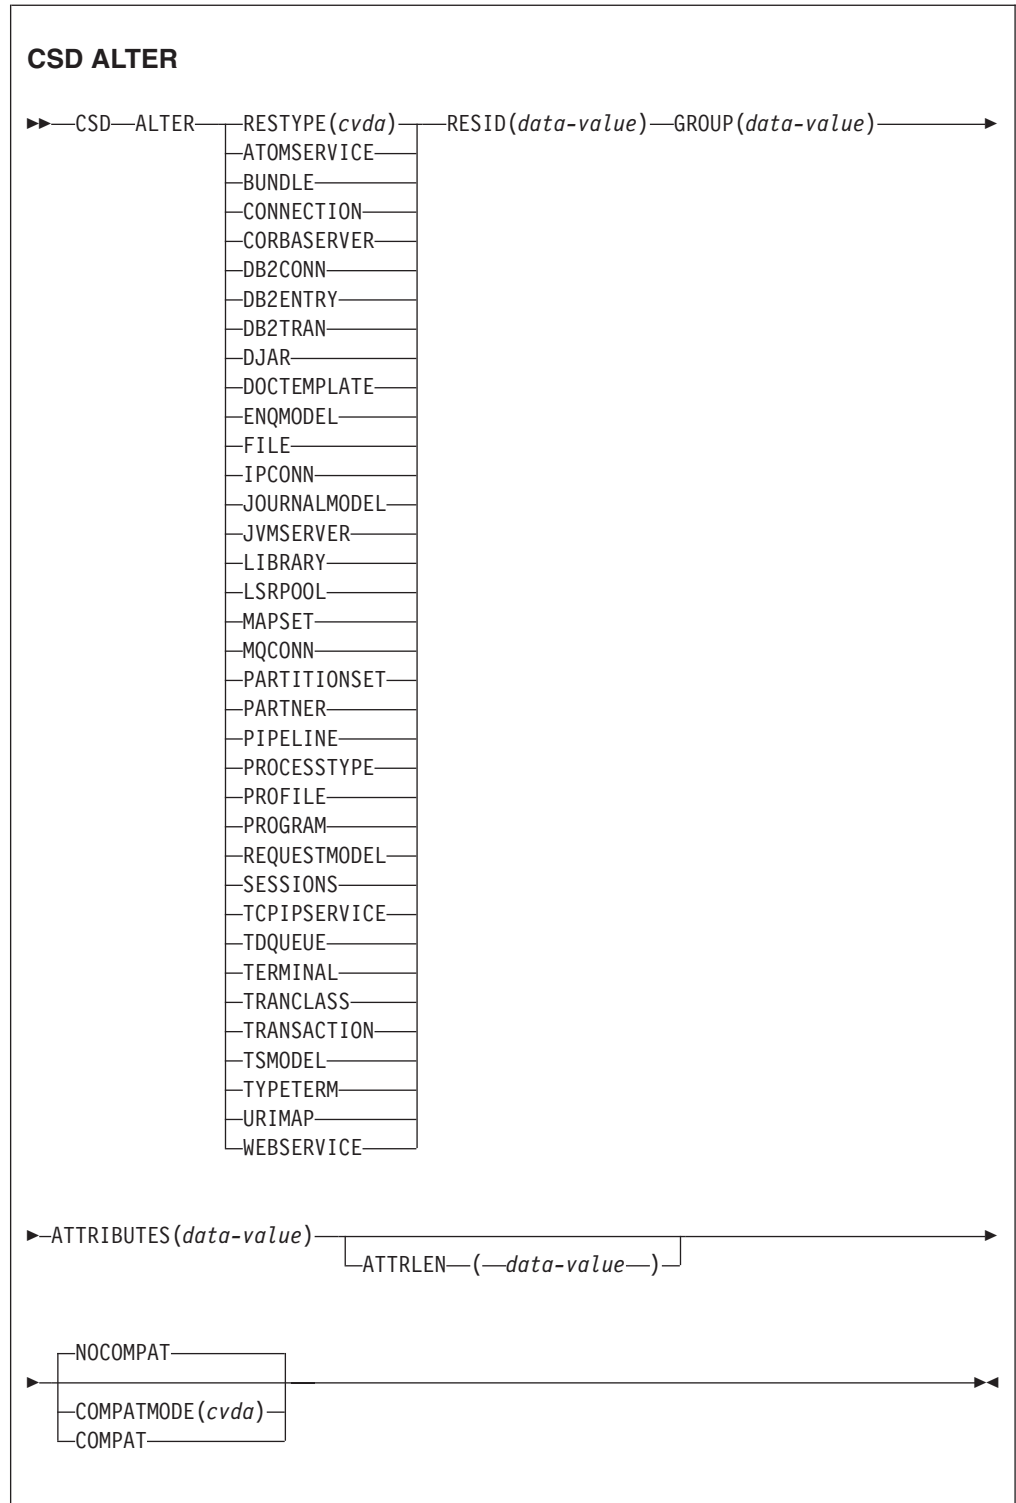 CSD ALTER
CSD ALTER RESTYPE(cvda) RESID(data-value) GROUP(data-value)
ATOMSERVICE
BUNDLE
CONNECTION
CORBASERVER
DB2CONN
DB2ENTRY
DB2TRAN
DJAR
DOCTEMPLATE
ENQMODEL
FILE
IPCONN
JOURNALMODEL
JVMSERVER
LIBRARY
LSRPOOL
MAPSET
MQCONN
PARTITIONSET
PARTNER
PIPELINE
PROCESSTYPE
PROFILE
PROGRAM
REQUESTMODEL
SESSIONS
TCPIPSERVICE
TDQUEUE
TERMINAL
TRANCLASS
TRANSACTION
TSMODEL
TYPETERM
URIMAP
WEBSERVICE
ATTRIBUTES(data-value)
ATTRLEN ( data-value )
NOCOMPAT
COMPATMODE(cvda)
COMPAT